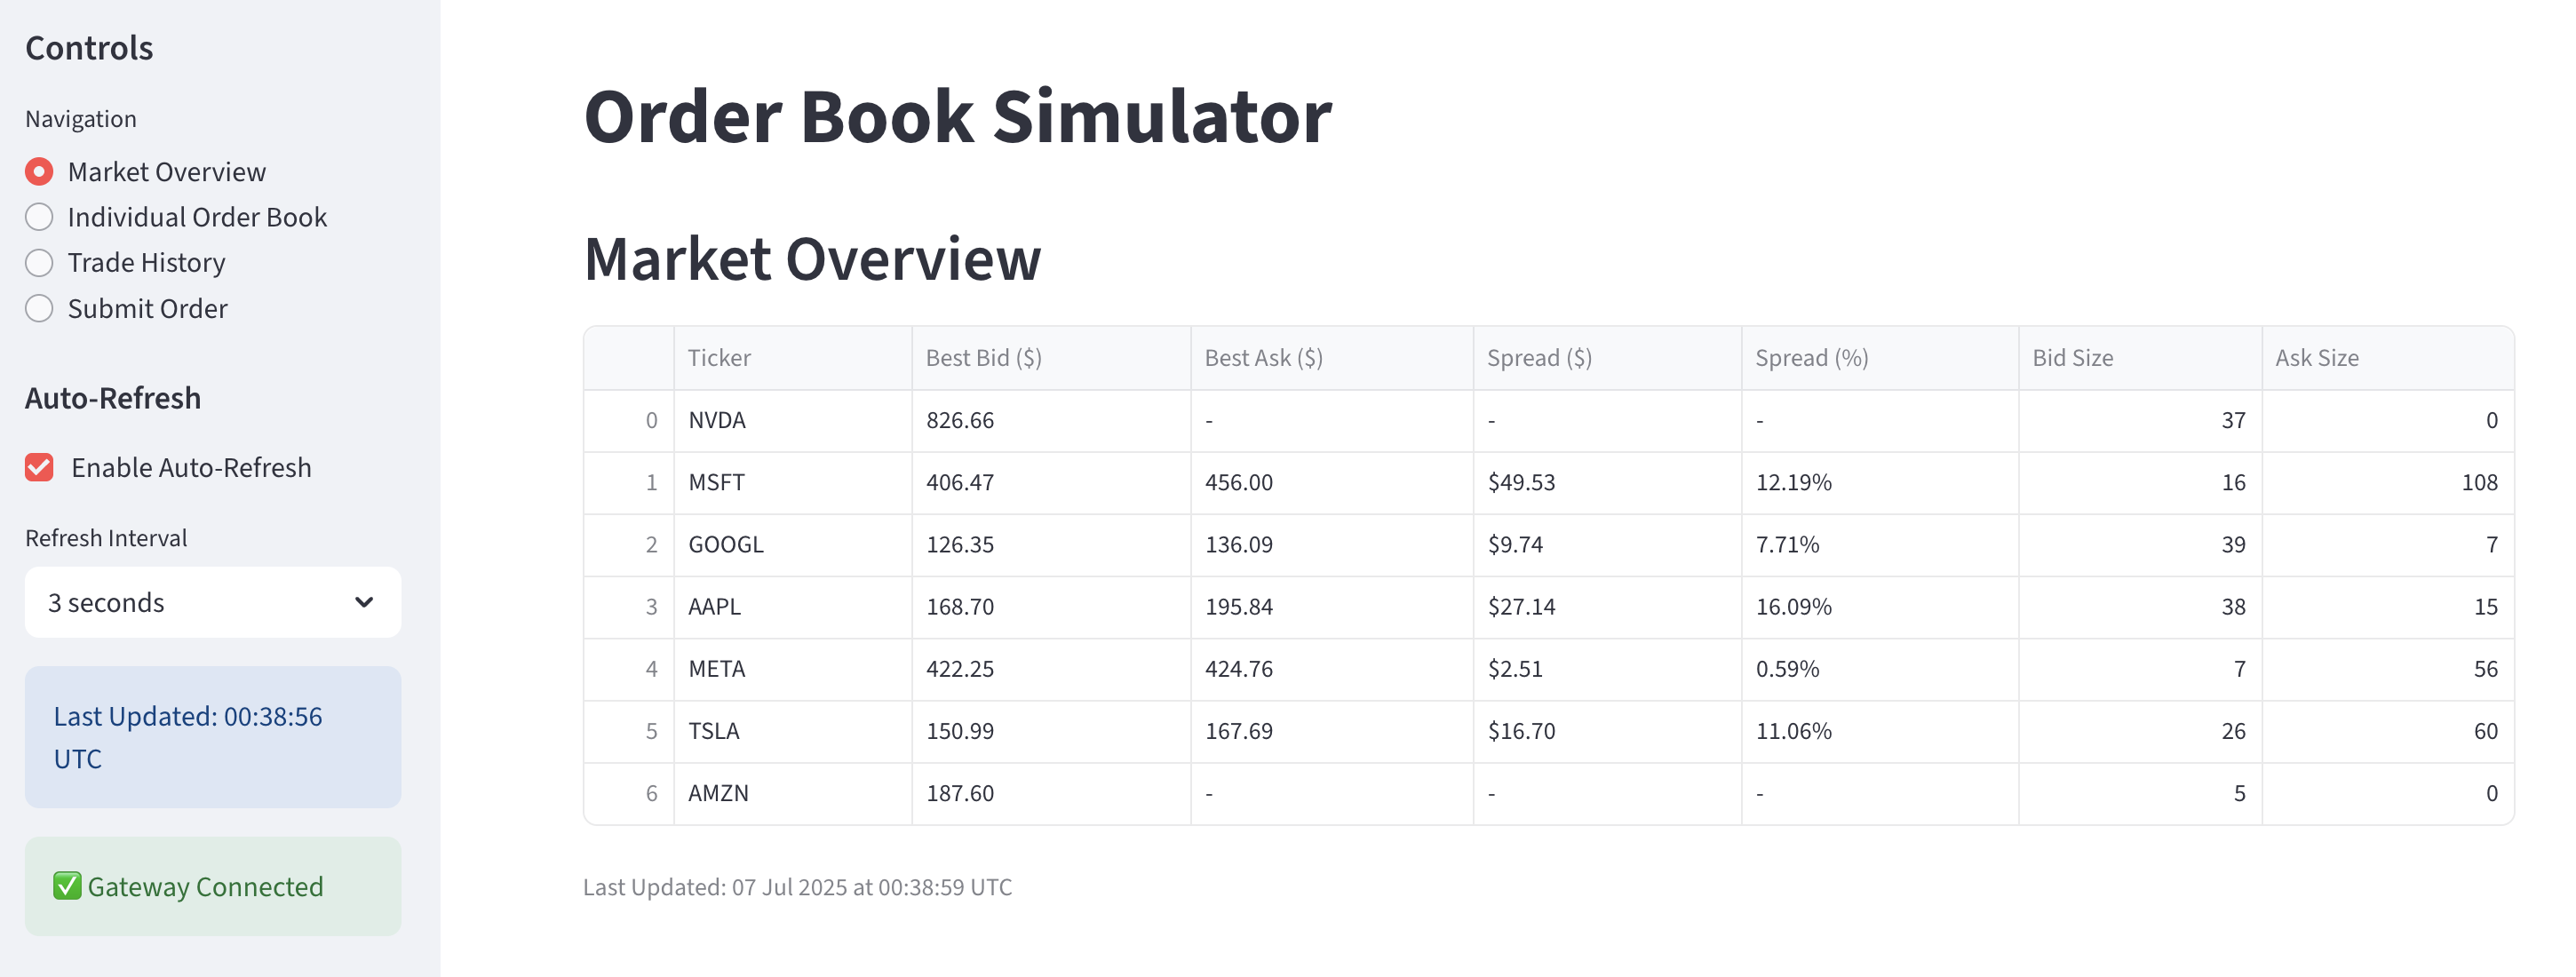 Controls
Navigation
Market Overview
Individual Order Book
Trade History
Submit Order
Auto-Refresh
Enable Auto-Refresh
Refresh Interval
3 seconds
Last Updated: 00:38:56
UTC
✅ Gateway Connected
Order Book Simulator
Market Overview
Ticker Best Bid ($) Best Ask ($) Spread ($) Spread (%) Bid Size Ask Size
0 NVDA 826.66 - - - 37 0
1 MSFT 406.47 456.00 $49.53 12.19% 16 108
2 GOOGL 126.35 136.09 $9.74 7.71% 39 7
3 AAPL 168.70 195.84 $27.14 16.09% 38 15
4 META 422.25 424.76 $2.51 0.59% 7 56
5 TSLA 150.99 167.69 $16.70 11.06% 26 60
6 AMZN 187.60 - - - 5 0
Last Updated: 07 Jul 2025 at 00:38:59 UTC